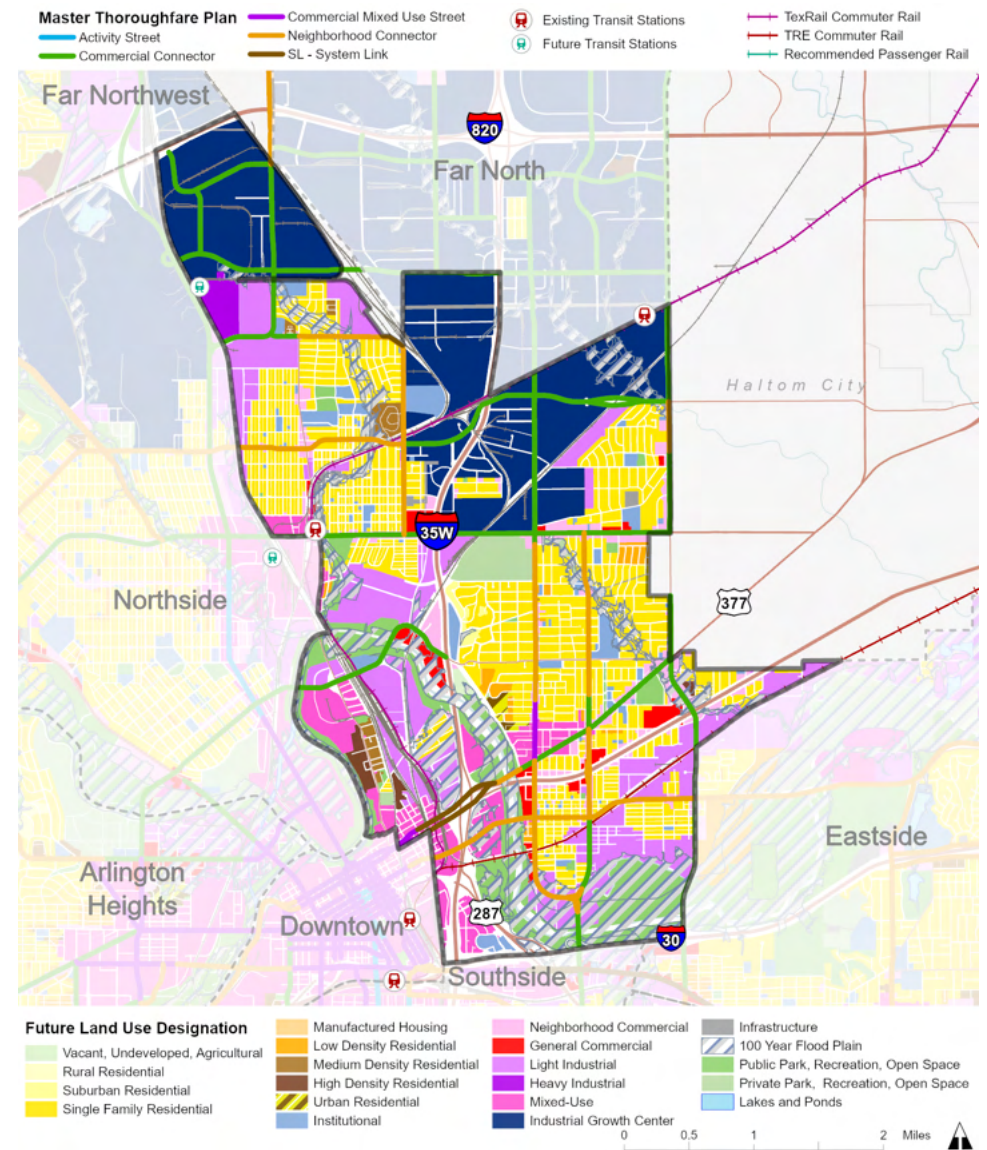 Master Thoroughfare Plan
Activity Street
Commercial Connector
Commercial Mixed Use Street
Neighborhood Connector
SL - System Link
Existing Transit Stations
Future Transit Stations
TexRail Commuter Rail
TRE Commuter Rail
Recommended Passenger Rail
Far Northwest
820
Far North
Haltom City
35W
Northside
377
Eastside
Arlington
Heights
Downtown
287
30
Southside
Future Land Use Designation
Vacant, Undeveloped, Agricultural
Rural Residential
Suburban Residential
Single Family Residential
Manufactured Housing
Low Density Residential
Medium Density Residential
High Density Residential
Urban Residential
Institutional
Neighborhood Commercial
General Commercial
Light Industrial
Heavy Industrial
Mixed-Use
Industrial Growth Center
Infrastructure
100 Year Flood Plain
Public Park, Recreation, Open Space
Private Park, Recreation, Open Space
Lakes and Ponds
0 0.5 1 2 Miles